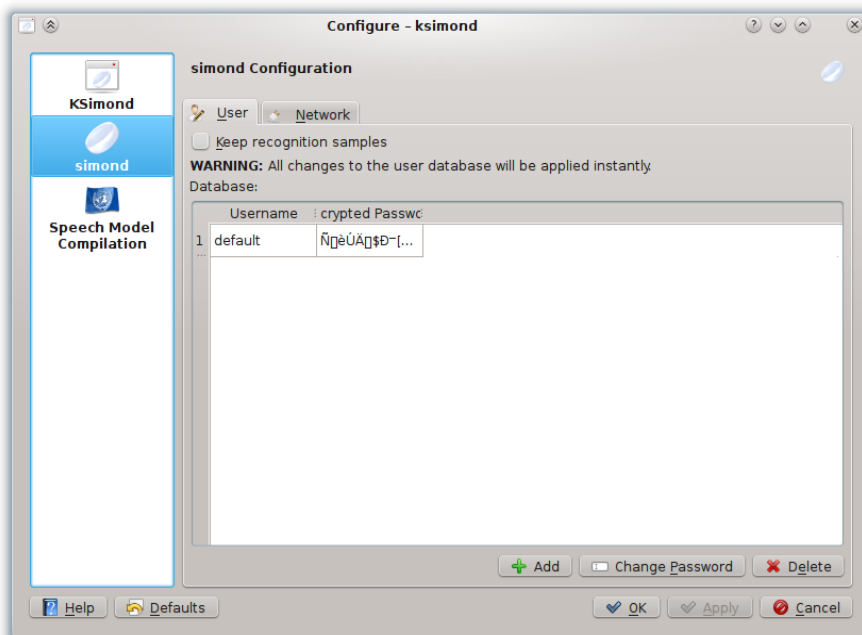 Configure – ksimond
KSimond
simond
Speech Model
Compilation
simond Configuration
User
Network
Keep recognition samples
WARNING: All changes to the user database will be applied instantly.
Database:
Username
crypted Passwo
1 default
Add
Change Password
Delete
Help
Defaults
OK
Apply
Cancel